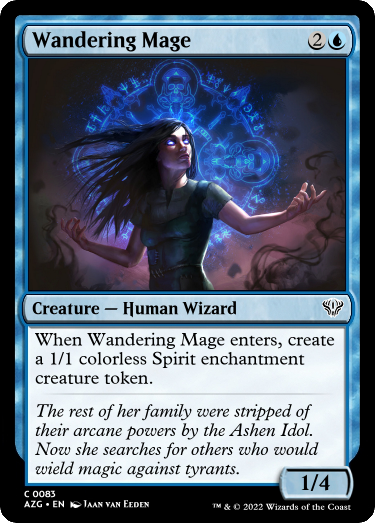 Wandering Mage 2
Creature — Human Wizard
When Wandering Mage enters, create
a 1/1 colorless Spirit enchantment
creature token.
The rest of her family were stripped of
their arcane powers by the Ashen Idol.
Now she searches for others who would
wield magic against tyrants.
1/4
C 0083
AZG • EN Jaan van Eeden
™ & © 2022 Wizards of the Coast